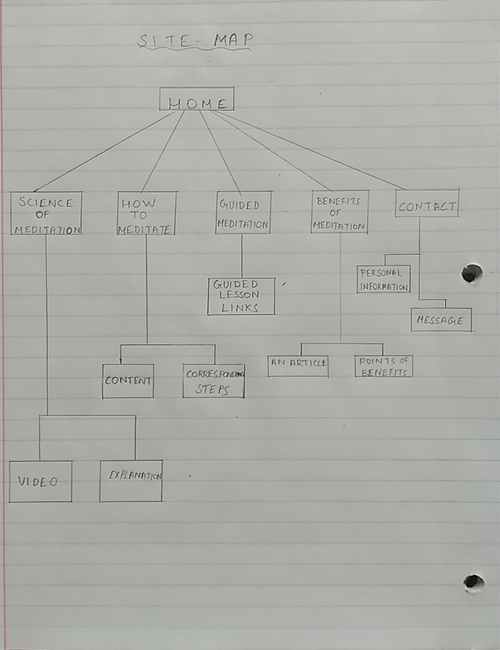 SITE-MAP
HOME
SCIENCE
OF
MEDITATION
HOW
TO
MEDITATE
GUIDED
MEDITATION
BENEFITS
OF
MEDITATION
CONTACT
PERSONAL
INFORMATION
GUIDED
LESSON
LINKS
MESSAGE
CONTENT
CORRESPONDING
STEPS
AN ARTICLE
POINTS OF
BENEFITS
VIDEO
EXPLANATION